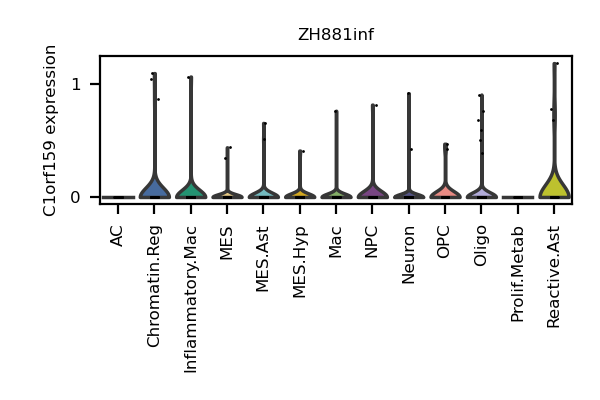 ZH881inf
C1orf159 expression
1
0
AC
Chromatin.Reg
Inflammatory.Mac
MES
MES.Ast
MES.Hyp
Mac
NPC
Neuron
OPC
Oligo
Prolif.Metab
Reactive.Ast